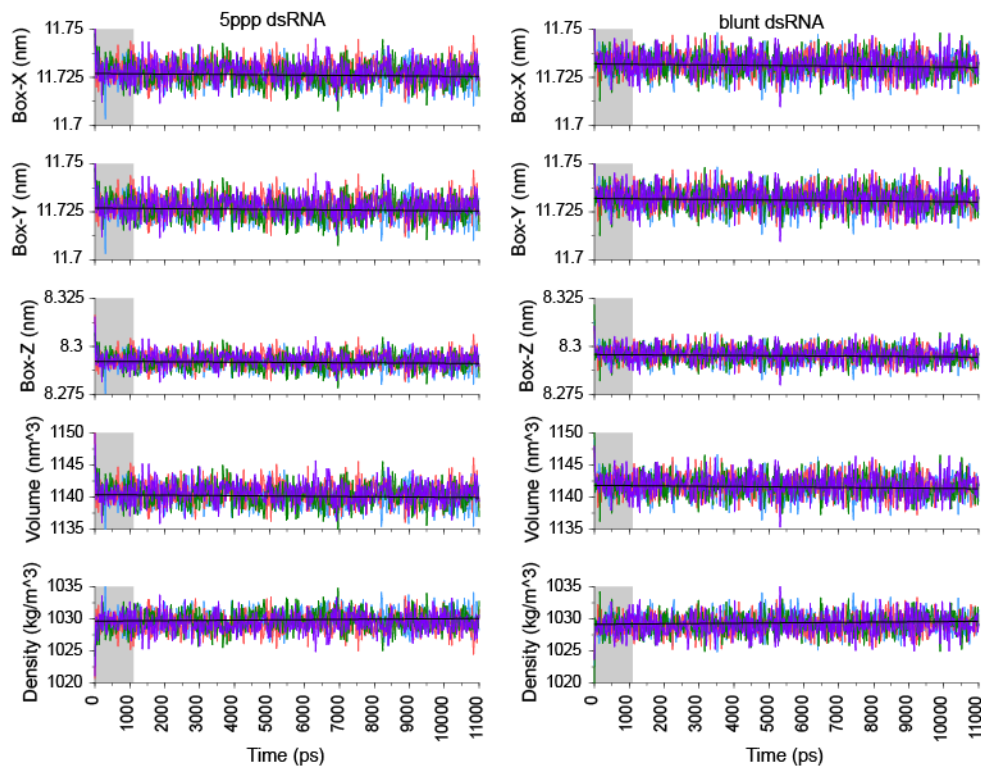 5ppp dsRNA
blunt dsRNA
Box-X (nm)
11.75
11.725
11.7
Box-X (nm)
11.75
11.725
11.7
Box-Y (nm)
11.75
11.725
11.7
Box-Y (nm)
11.75
11.725
11.7
Box-Z (nm)
8.325
8.3
8.275
Box-Z (nm)
8.325
8.3
8.275
Volume (nm^3)
1150
1145
1140
1135
Volume (nm^3)
1150
1145
1140
1135
Density (kg/m^3)
1035
1030
1025
1020
Density (kg/m^3)
1035
1030
1025
1020
0 1000 2000 3000 4000 5000 6000 7000 8000 9000 10000 11000
0 1000 2000 3000 4000 5000 6000 7000 8000 9000 10000 11000
Time (ps)
Time (ps)